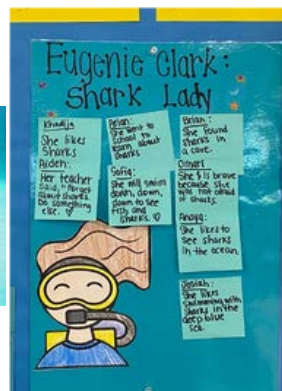 Eugenie Clark:
Shark Lady
Khadija
She likes
Sharks
Aiden:
Her teacher
said, "forget
about sharks.
Do something
else.
She went to
school to
learn about
sharks
Sofia:
She will swim
down, down,
down to see
fish and
sharks.
Brian:
She found
sharks in
a cave.
Omari
She is brave
because she
was not afraid
of sharks.
Anaya:
She likes to
see sharks
in the ocean.
She likes
swimming with
sharks in the
deep blue
sea.